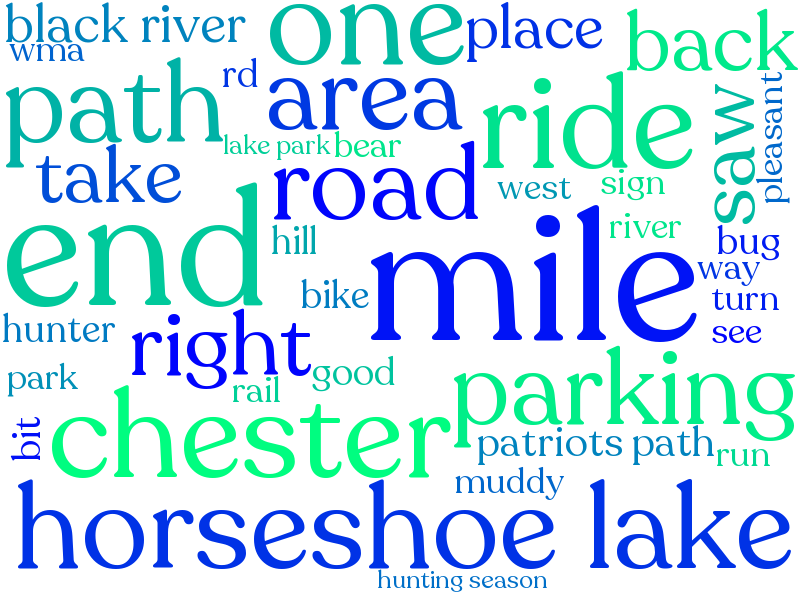 black river
one
place
back
wma
rd
path
area
ride
saw
pleasant
lake park
bear
take
road
west
sign
end
hill
mile
river
bug
way
bike
turn
hunter
right
see
park
rail
good
parking
bit
chester
patriots path
run
muddy
horseshoe lake
hunting season